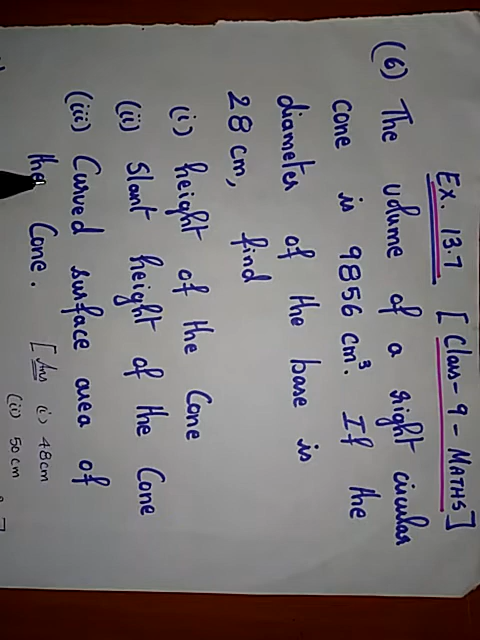 Ex. 13.7 [Class-9-MATHS]
(6) The volume of a right circular
cone is 9856 cm³. If the
diameter of the base is
28 cm, find
(i) height of the Cone
(ii) Slant height of the Cone
(iii) Curved surface area of
the Cone.
[Ans (i) 48cm
(ii) 50cm